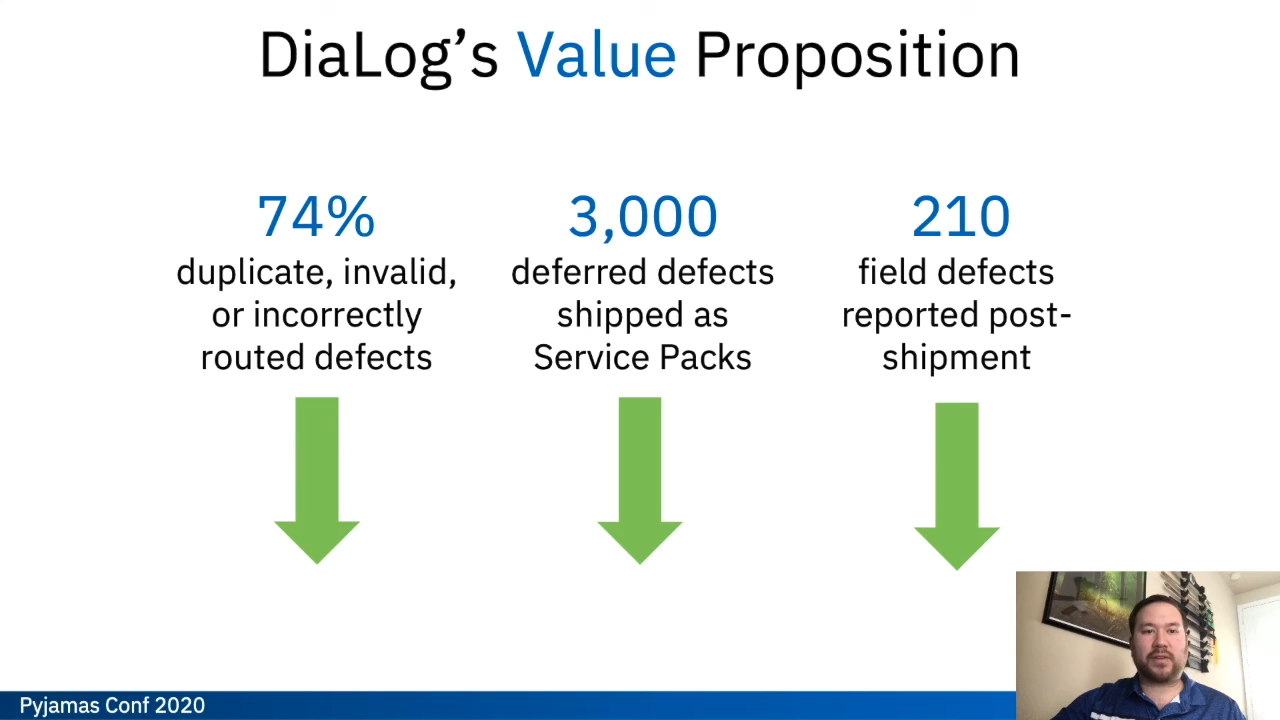 DiaLog’s Value Proposition
74%
duplicate, invalid,
or incorrectly
routed defects
3,000
deferred defects
shipped as
Service Packs
210
field defects
reported post-
shipment
Pyjamas Conf 2020